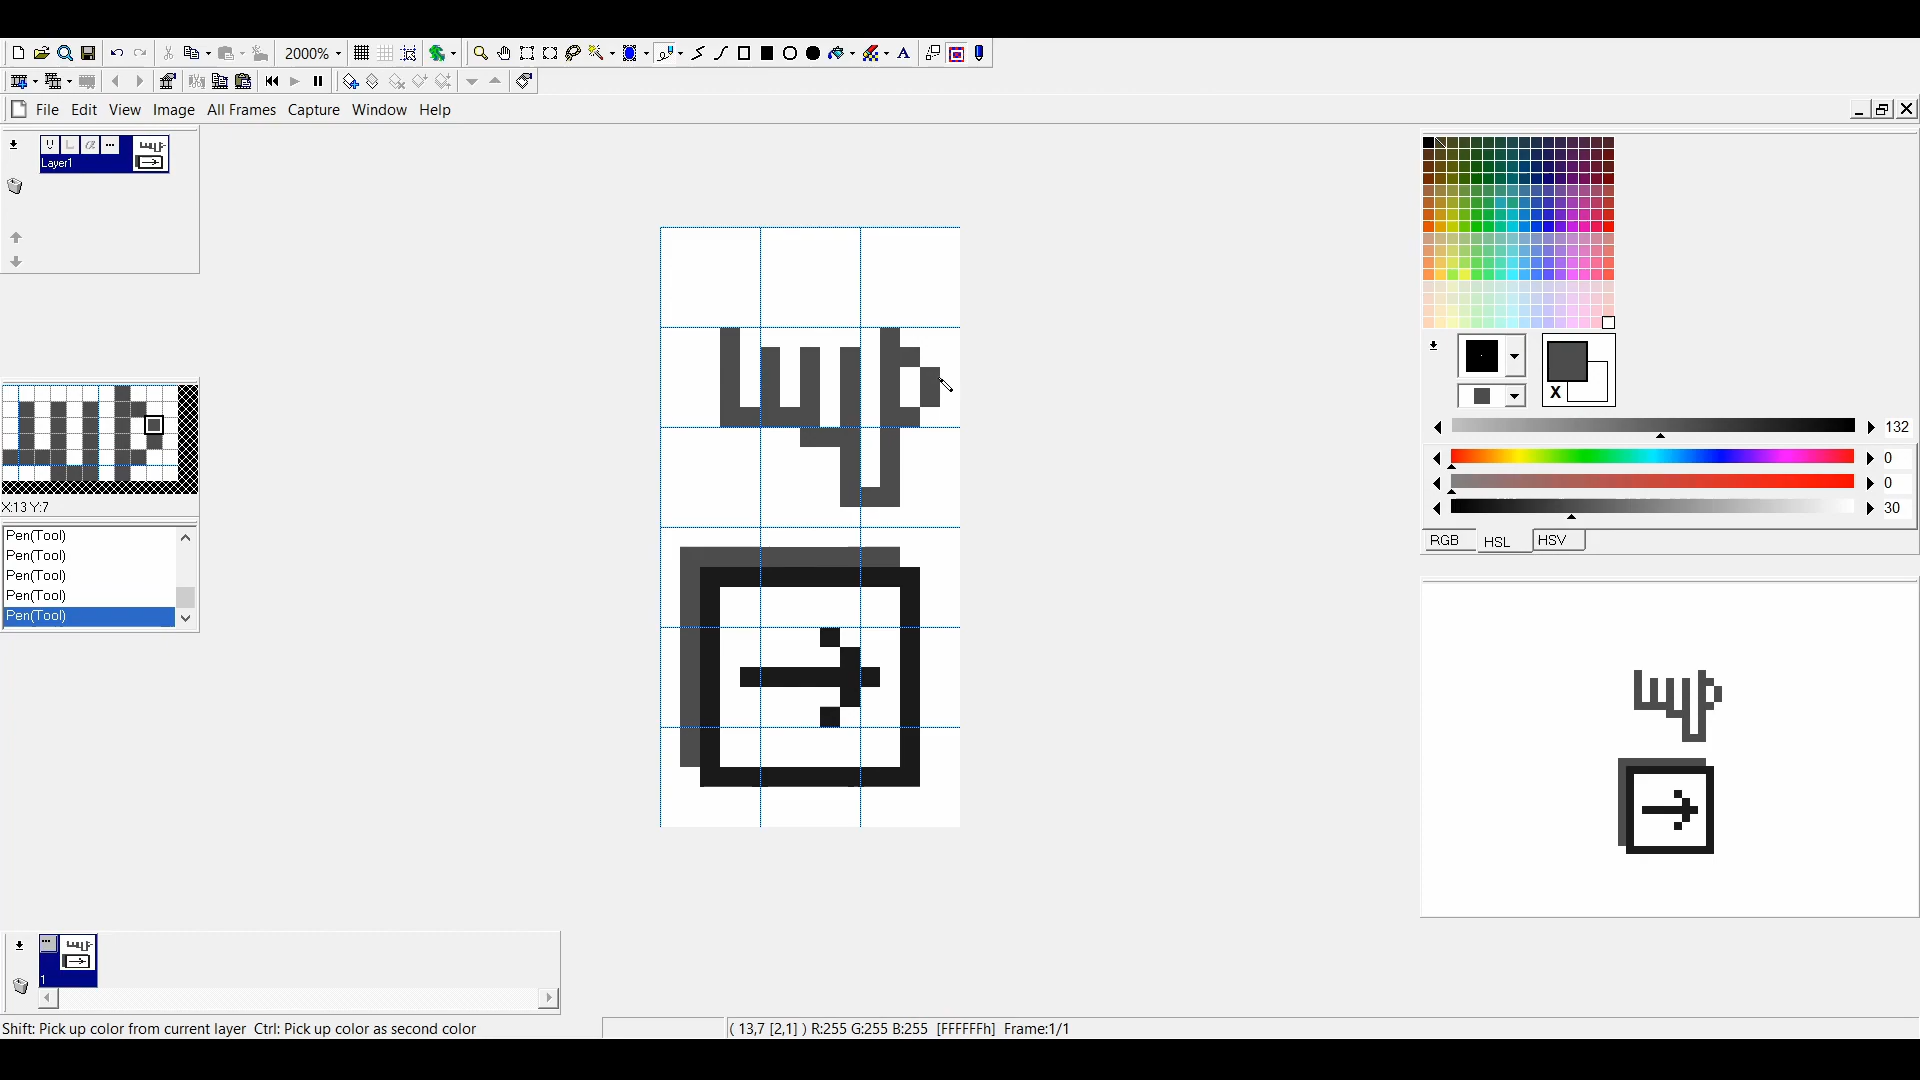 2000%
File Edit View Image All Frames Capture Window Help
Layer1
X:13 Y:7
Pen(Tool)
Pen(Tool)
Pen(Tool)
Pen(Tool)
Pen(Tool)
X
132
0
0
30
RGB HSL HSV
1
Shift: Pick up color from current layer Ctrl: Pick up color as second color
( 13,7 [2,1] ) R:255 G:255 B:255 [FFFFFFh] Frame:1/1